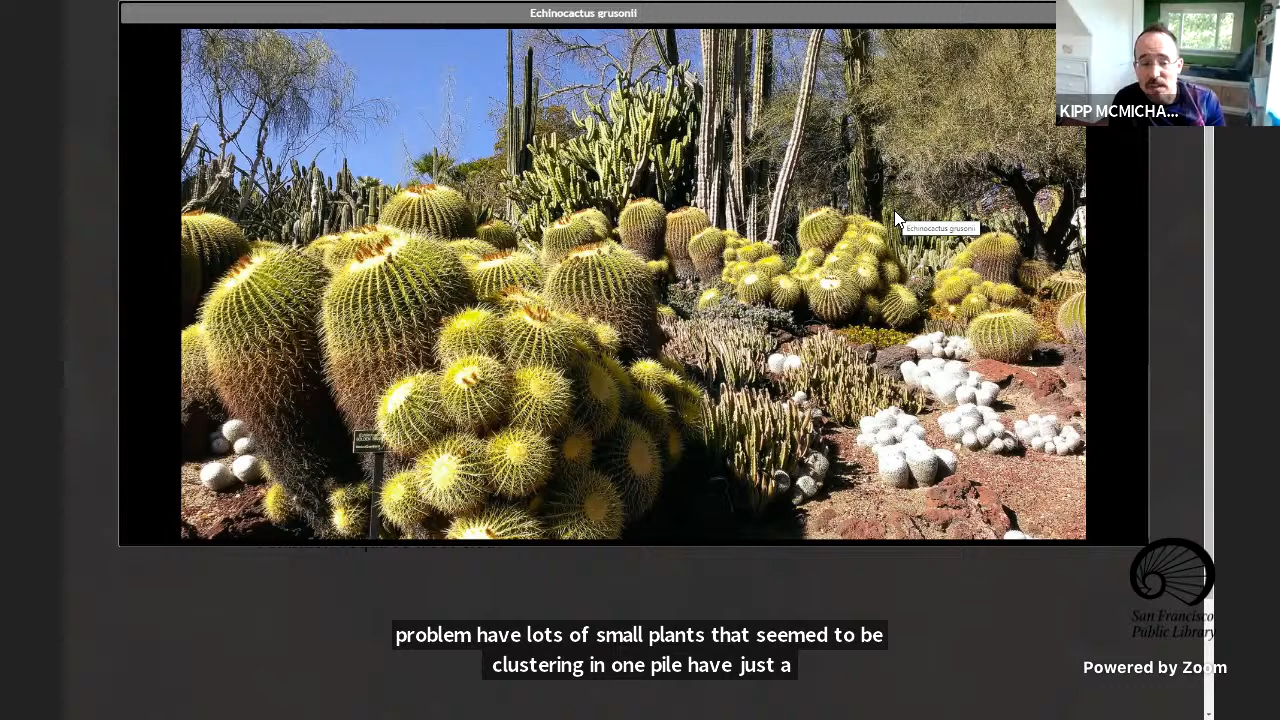 Echinocactus grusonii
KIPP MCMICHA...
Echinocactus grusonii
problem have lots of small plants that seemed to be
clustering in one pile have just a
San Francisco
Public Library
Powered by Zoom